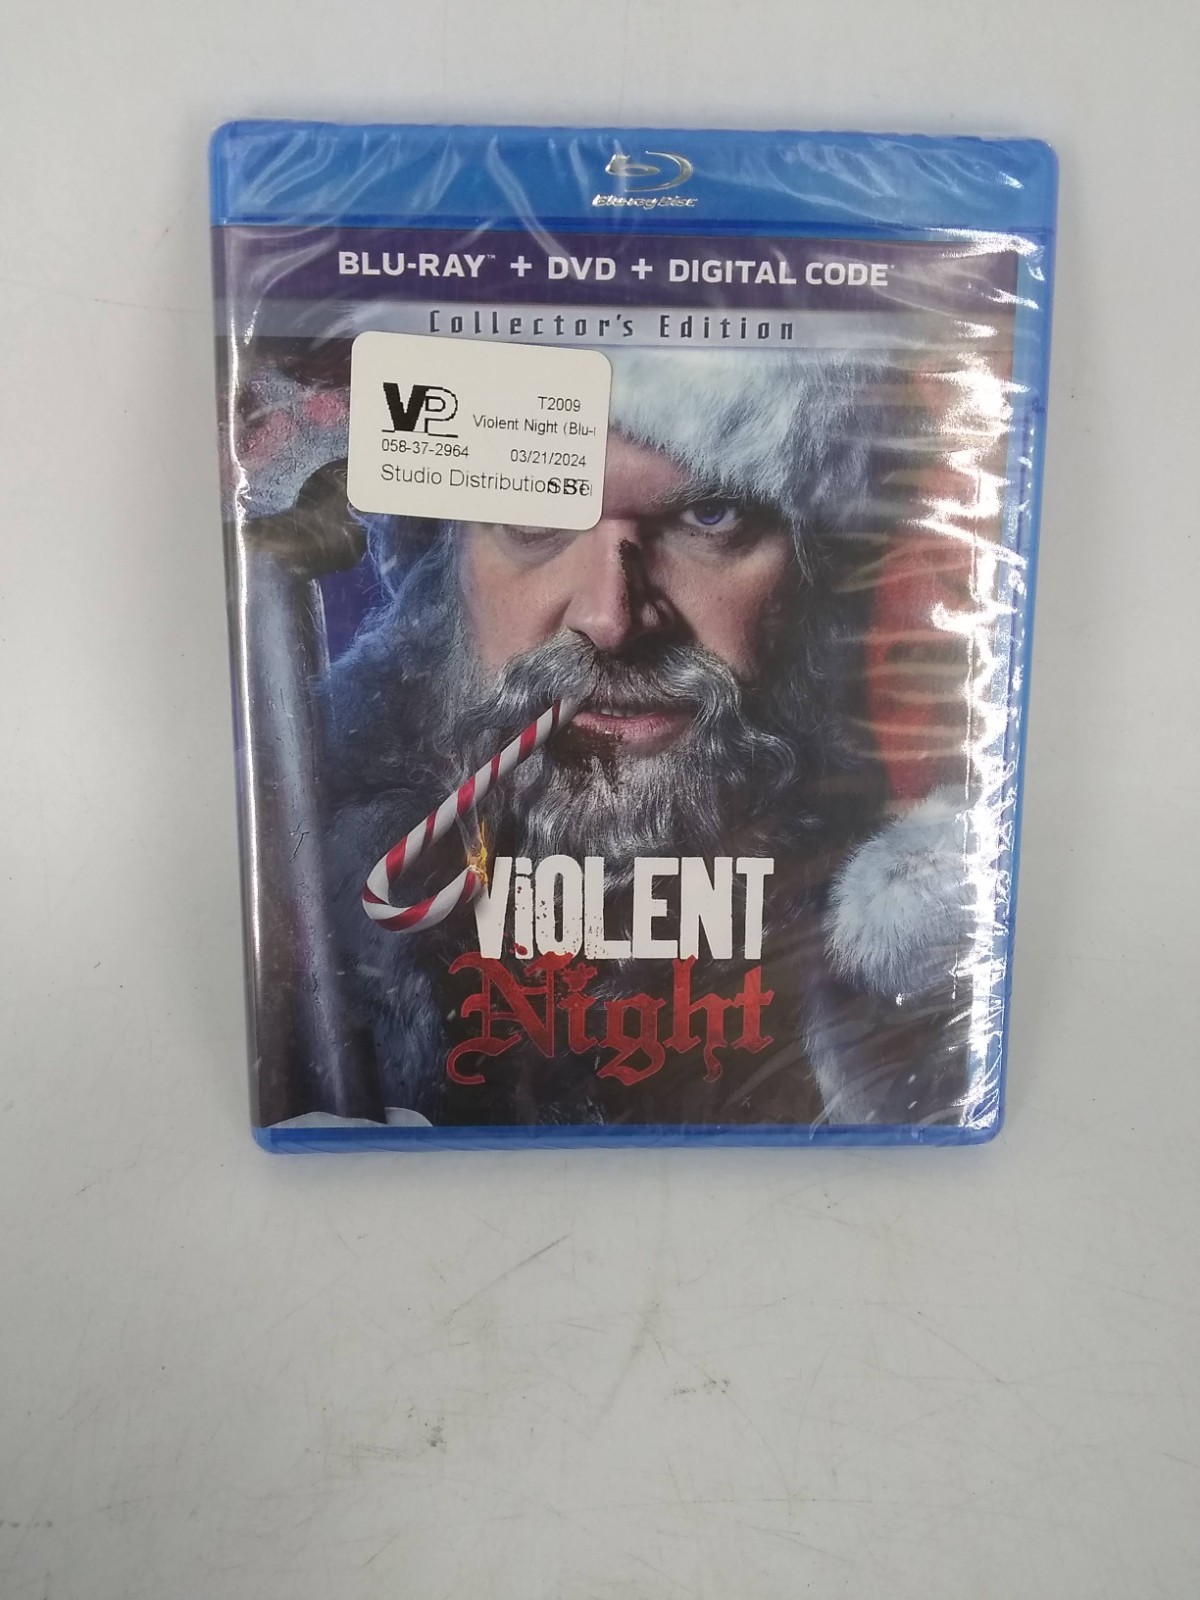 Blu-ray Disc
BLU-RAY™ + DVD + DIGITAL CODE
Collector's Edition
VP
T2009
Violent Night (Blu-
058-37-2964
03/21/2024
Studio Distribution
ViOLENT
Night